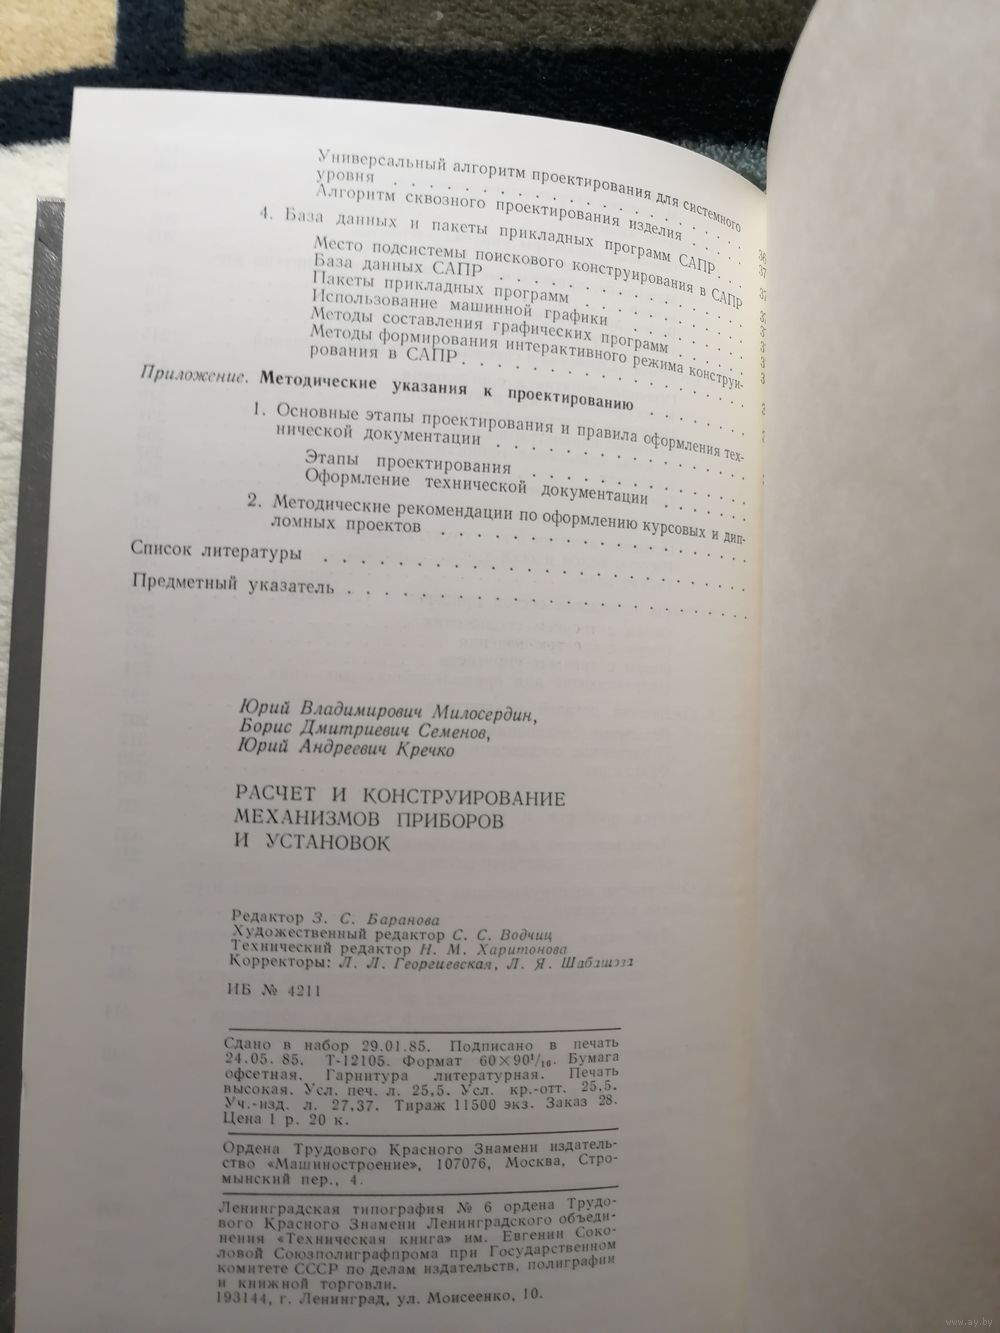 Универсальный алгоритм проектирования для системного
уровня . . . . . . . . . . . . . . . . . . . .
Алгоритм сквозного проектирования изделия . . . .
4. База данных и пакеты прикладных программ САПР . . .
Место подсистемы поискового конструирования в САПР
База данных САПР . . . . . . . . . . . . . .
Пакеты прикладных программ . . . . . . . . .
Использование машинной графики . . . . . . .
Методы составления графических программ . . . . .
Методы формирования интерактивного режима конструи-
рования в САПР . . . . . . . . . . . . . . .
Приложение. Методические указания к проектированию . . . .
1. Основные этапы проектирования и правила оформления тех-
нической документации . . . . . . . . . . . . .
Этапы проектирования . . . . . . . . . . . .
Оформление технической документации . . . . . .
2. Методические рекомендации по оформлению курсовых и дип-
ломных проектов . . . . . . . . . . . . . . . .
Список литературы . . . . . . . . . . . . . . . . . . . . . .
Предметный указатель . . . . . . . . . . . . . . . . . . . . .
Юрий Владимирович Милосердин,
Борис Дмитриевич Семенов,
Юрий Андреевич Кречко
РАСЧЕТ И КОНСТРУИРОВАНИЕ
МЕХАНИЗМОВ ПРИБОРОВ
И УСТАНОВОК
Редактор З. С. Баранова
Художественный редактор С. С. Водчиц
Технический редактор Н. М. Харитонова
Корректоры: Л. Л. Георгиевская, Л. Я. Шабашова
ИБ № 4211
Сдано в набор 29.01.85. Подписано в печать
24.05.85. Т-12105. Формат 60×90¹/₁₆. Бумага
офсетная. Гарнитура литературная. Печать
высокая. Усл. печ. л. 25,5. Усл. кр.-отт. 25,5.
Уч.-изд. л. 27,37. Тираж 11500 экз. Заказ 28.
Цена 1 р. 20 к.
Ордена Трудового Красного Знамени издатель-
ство «Машиностроение», 107076, Москва, Стро-
мынский пер., 4.
Ленинградская типография № 6 ордена Трудо-
вого Красного Знамени Ленинградского объеди-
нения «Техническая книга» им. Евгении Соко-
ловой Союзполиграфпрома при Государственном
комитете СССР по делам издательств, полиграфии
и книжной торговли.
193144, г. Ленинград, ул. Моисеенко, 10.
www.ay.by